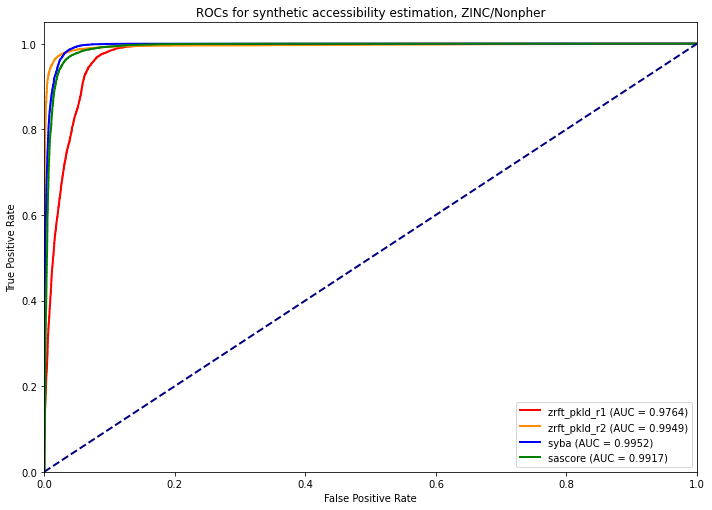 ROCs for synthetic accessibility estimation, ZINC/Nonpher
True Positive Rate
1.0
0.8
0.6
0.4
0.2
0.0
0.0 0.2 0.4 0.6 0.8 1.0
False Positive Rate
zrft_pkld_r1 (AUC = 0.9764)
zrft_pkld_r2 (AUC = 0.9949)
syba (AUC = 0.9952)
sascore (AUC = 0.9917)